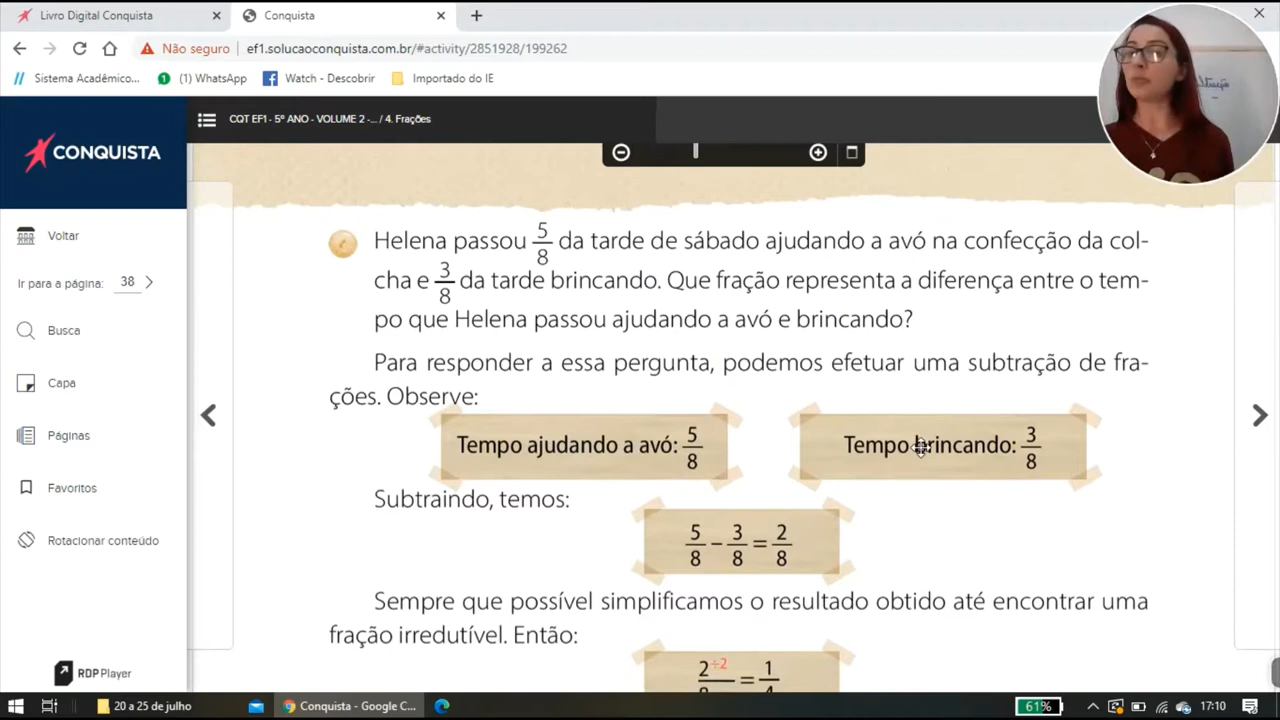 Livro Digital Conquista
Conquista
Não seguro
ef1.solucaoconquista.com.br/#activity/2851928/199262
Sistema Acadêmico...
(1) WhatsApp
Watch - Descobrir
Importado do IE
CONQUISTA
CQT EF1 - 5º ANO - VOLUME 2 -... / 4. Frações
Voltar
Ir para a página: 38
Busca
Capa
Páginas
Favoritos
Rotacionar conteúdo
RDP Player
Helena passou 5/8 da tarde de sábado ajudando a avó na confecção da col-
cha e 3/8 da tarde brincando. Que fração representa a diferença entre o tem-
po que Helena passou ajudando a avó e brincando?
Para responder a essa pergunta, podemos efetuar uma subtração de fra-
ções. Observe:
Tempo ajudando a avó: 5/8
Tempo brincando: 3/8
Subtraindo, temos:
5/8 − 3/8 = 2/8
Sempre que possível simplificamos o resultado obtido até encontrar uma
fração irredutível. Então:
2÷2/8 = 1/4
20 a 25 de julho
Conquista - Google C...
61%
17:10